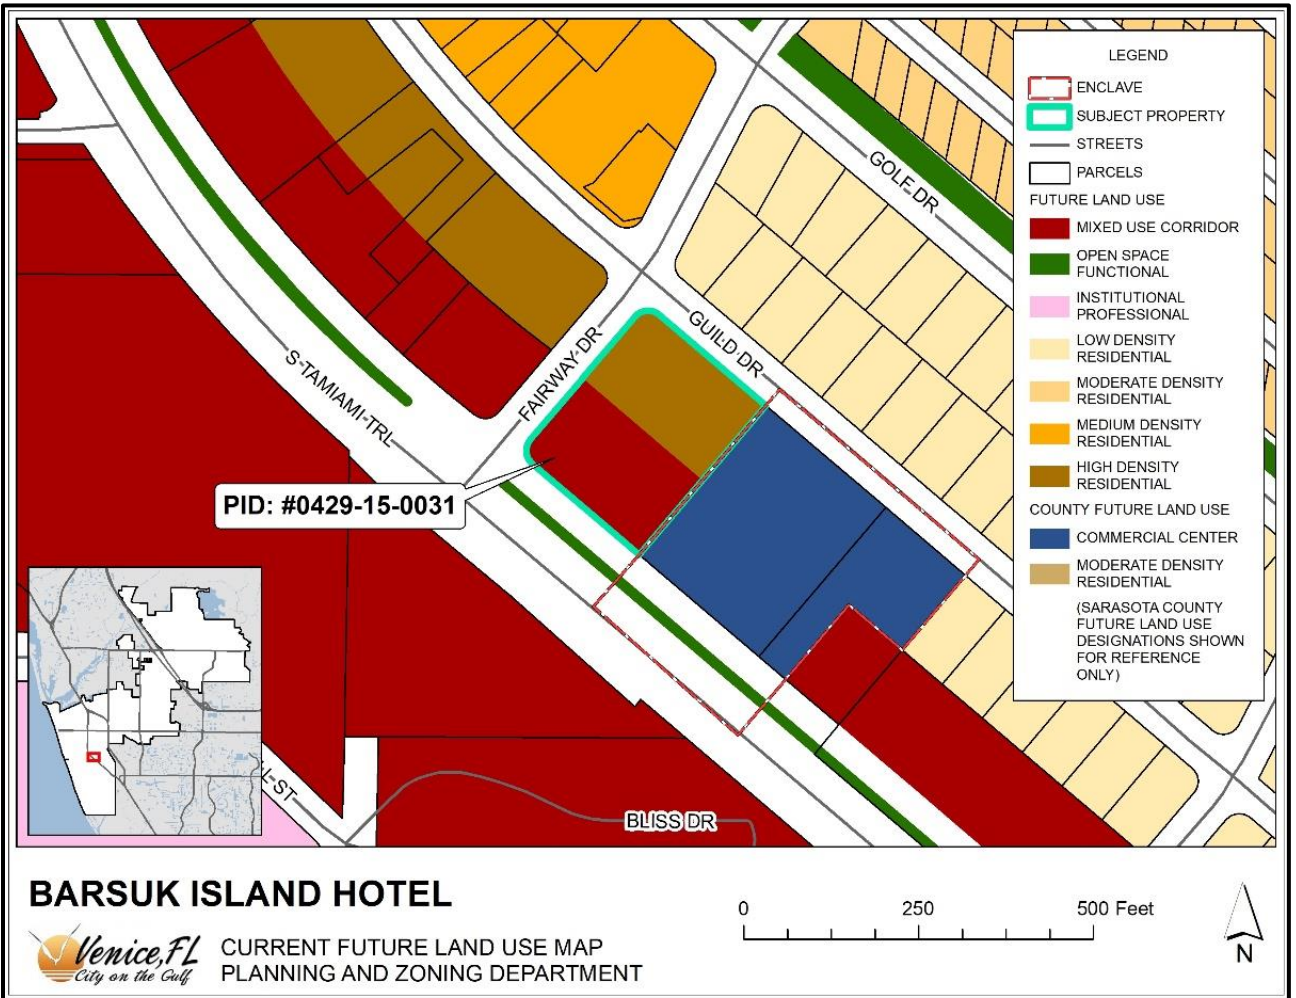 LEGEND
ENCLAVE
SUBJECT PROPERTY
STREETS
PARCELS
FUTURE LAND USE
MIXED USE CORRIDOR
OPEN SPACE
FUNCTIONAL
INSTITUTIONAL
PROFESSIONAL
LOW DENSITY
RESIDENTIAL
MODERATE DENSITY
RESIDENTIAL
MEDIUM DENSITY
RESIDENTIAL
HIGH DENSITY
RESIDENTIAL
COUNTY FUTURE LAND USE
COMMERCIAL CENTER
MODERATE DENSITY
RESIDENTIAL
(SARASOTA COUNTY
FUTURE LAND USE
DESIGNATIONS SHOWN
FOR REFERENCE
ONLY)
GOLF DR
GUILD DR
FAIRWAY DR
S TAMIAMI TRL
PID: #0429-15-0031
BLISS DR
BARSUK ISLAND HOTEL
Venice, FL
City on the Gulf
CURRENT FUTURE LAND USE MAP
PLANNING AND ZONING DEPARTMENT
0 250 500 Feet
N